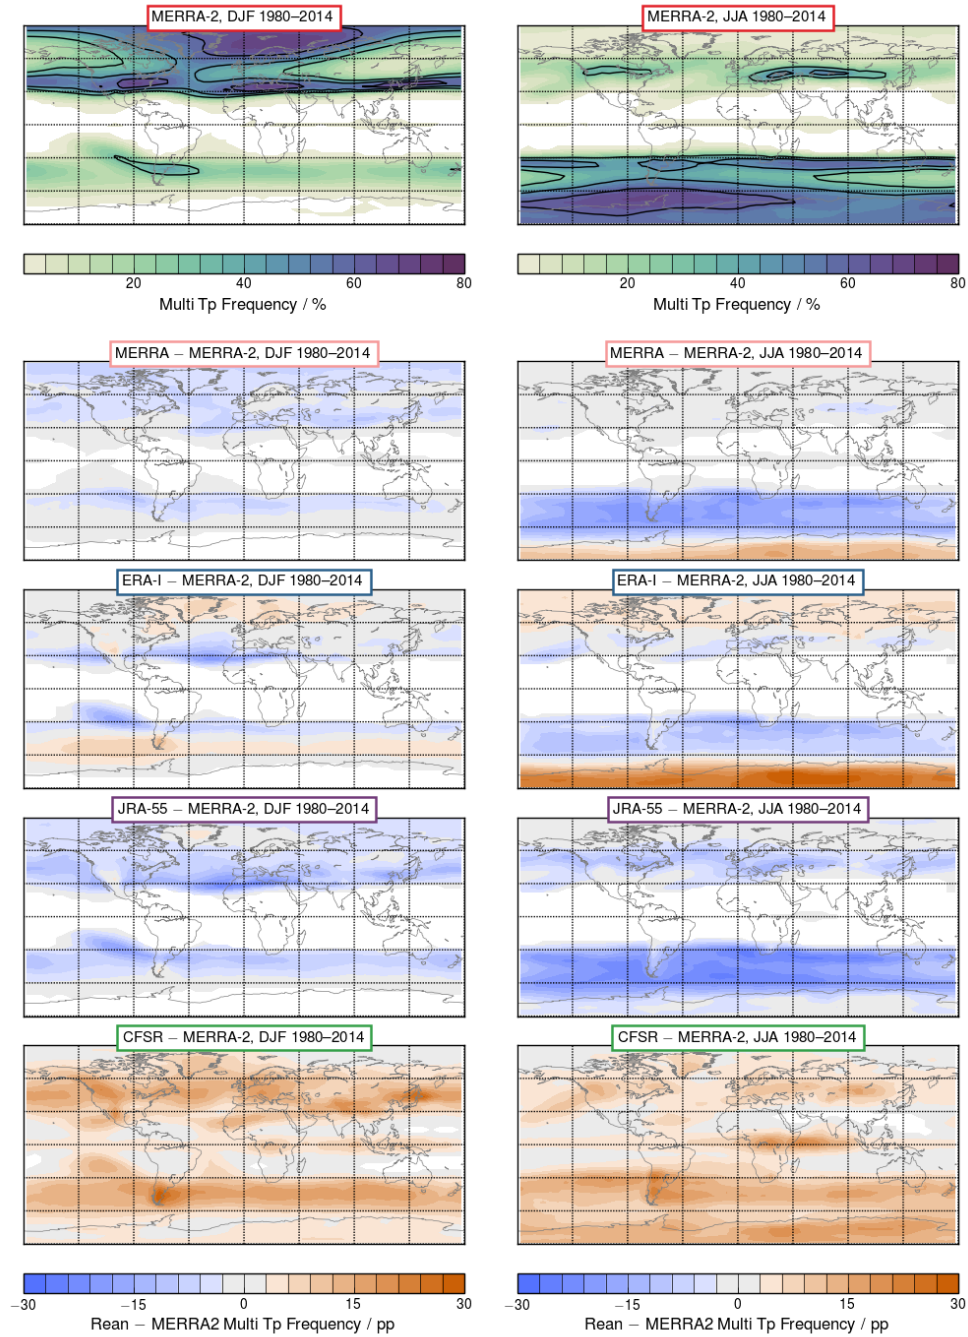 MERRA-2, DJF 1980–2014
MERRA-2, JJA 1980–2014
20 40 60 80
Multi Tp Frequency / %
20 40 60 80
Multi Tp Frequency / %
MERRA − MERRA-2, DJF 1980–2014
MERRA − MERRA-2, JJA 1980–2014
ERA-I − MERRA-2, DJF 1980–2014
ERA-I − MERRA-2, JJA 1980–2014
JRA-55 − MERRA-2, DJF 1980–2014
JRA-55 − MERRA-2, JJA 1980–2014
CFSR − MERRA-2, DJF 1980–2014
CFSR − MERRA-2, JJA 1980–2014
−30 −15 0 15 30
Rean − MERRA2 Multi Tp Frequency / pp
−30 −15 0 15 30
Rean − MERRA2 Multi Tp Frequency / pp